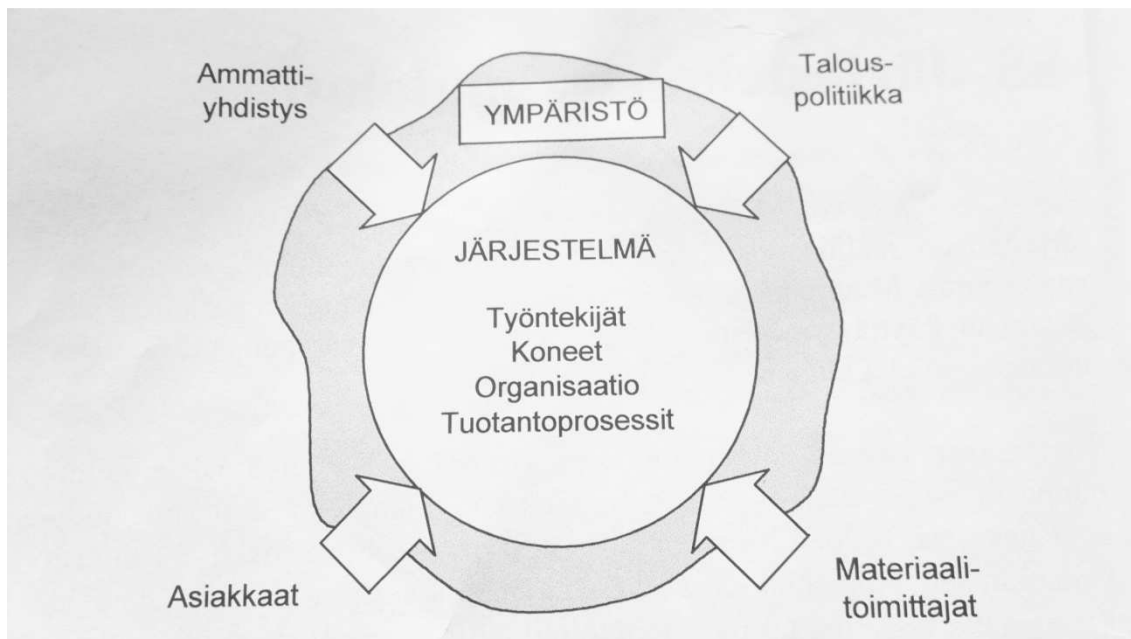 Ammatti-
yhdistys
YMPÄRISTÖ
Talous-
politiikka
JÄRJESTELMÄ
Työntekijät
Koneet
Organisaatio
Tuotantoprosessit
Asiakkaat
Materiaali-
toimittajat